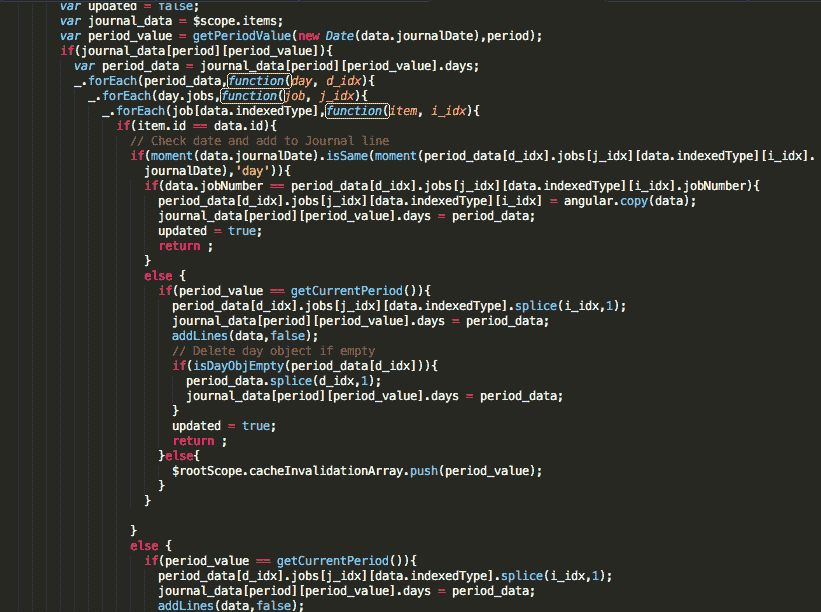 var updated = false;
var journal_data = $scope.items;
var period_value = getPeriodValue(new Date(data.journalDate),period);
if(journal_data[period][period_value]){
var period_data = journal_data[period][period_value].days;
_.forEach(period_data,function(day, d_idx){
_.forEach(day.jobs,function(job, j_idx){
_.forEach(job[data.indexedType],function(item, i_idx){
if(item.id == data.id){
// Check date and add to Journal line
if(moment(data.journalDate).isSame(moment(period_data[d_idx].jobs[j_idx][data.indexedType][i_idx].
journalDate),'day')){
if(data.jobNumber == period_data[d_idx].jobs[j_idx][data.indexedType][i_idx].jobNumber){
period_data[d_idx].jobs[j_idx][data.indexedType][i_idx] = angular.copy(data);
journal_data[period][period_value].days = period_data;
updated = true;
return ;
}
else {
if(period_value == getCurrentPeriod()){
period_data[d_idx].jobs[j_idx][data.indexedType].splice(i_idx,1);
journal_data[period][period_value].days = period_data;
addLines(data,false);
// Delete day object if empty
if(isDayObjEmpty(period_data[d_idx])){
period_data.splice(d_idx,1);
journal_data[period][period_value].days = period_data;
}
updated = true;
return ;
}else{
$rootScope.cacheInvalidationArray.push(period_value);
}
}
}
else {
if(period_value == getCurrentPeriod()){
period_data[d_idx].jobs[j_idx][data.indexedType].splice(i_idx,1);
journal_data[period][period_value].days = period_data;
addLines(data,false);